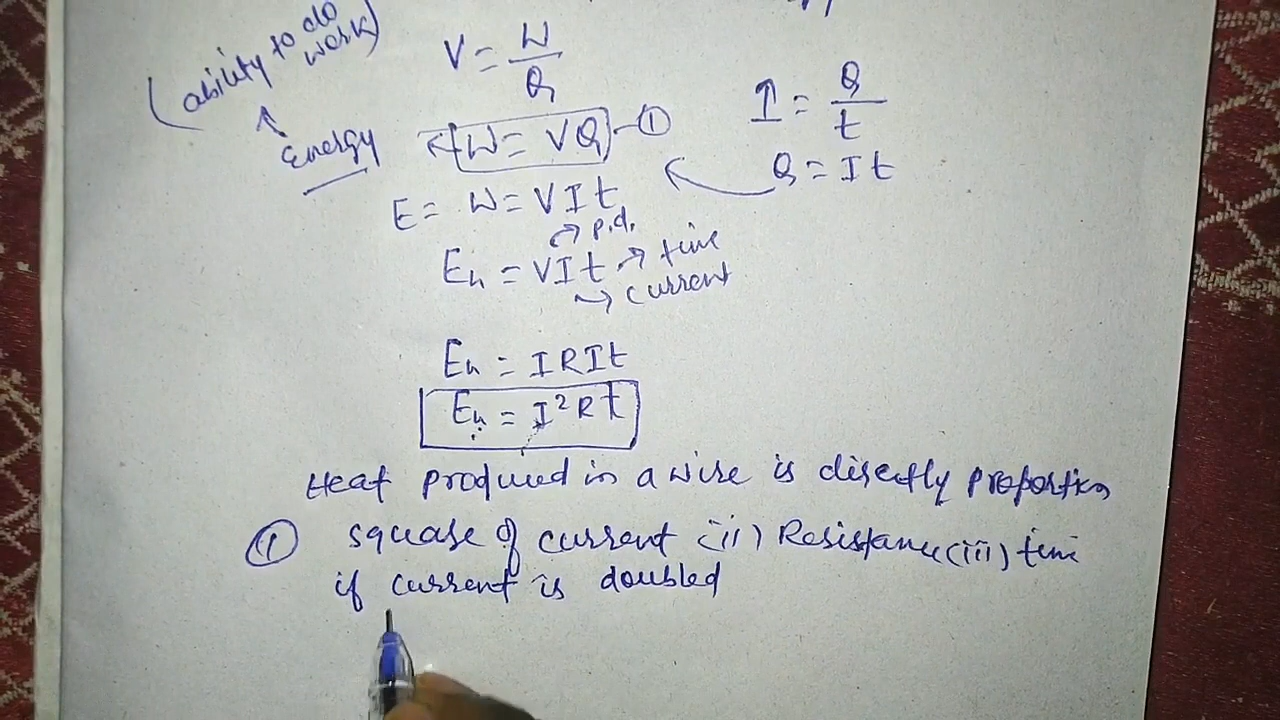 (ability to do
work)
↑
Energy
V = W/Q
W = VQ -①
I = Q/t
Q = It
E = W = VIt
→ p.d.
Eh = VIt → time
→ current
Eh = IRIt
Eh = I²Rt
Heat produced in a wire is directly proportion
① square of current (ii) Resistance (iii) time
if current is doubled